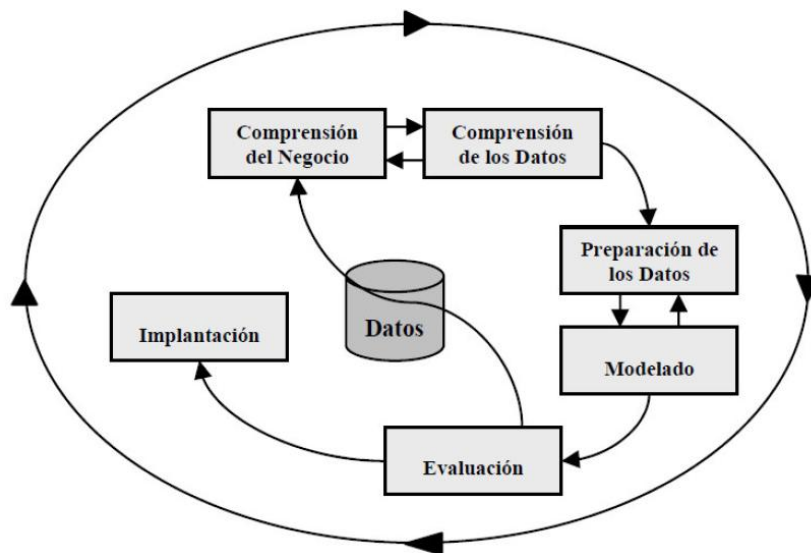 Comprensión
del Negocio
Comprensión
de los Datos
Preparación de
los Datos
Datos
Implantación
Modelado
Evaluación